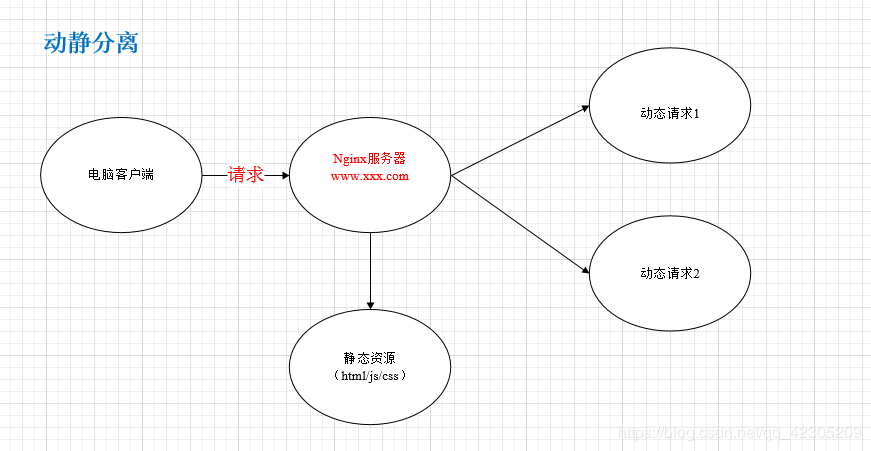 动静分离
电脑客户端
请求
Nginx服务器
www.xxx.com
动态请求1
动态请求2
静态资源
（html/js/css）
https://blog.csdn.net/qq_42305209